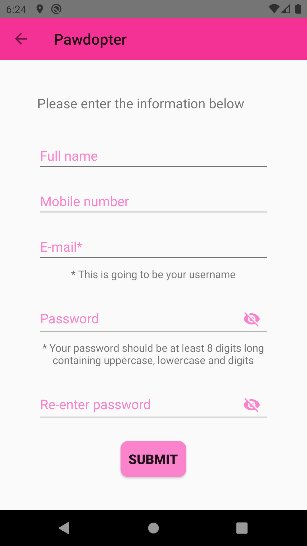 6:24
Pawdopter
Please enter the information below
Full name
Mobile number
E-mail*
* This is going to be your username
Password
* Your password should be at least 8 digits long
containing uppercase, lowercase and digits
Re-enter password
SUBMIT